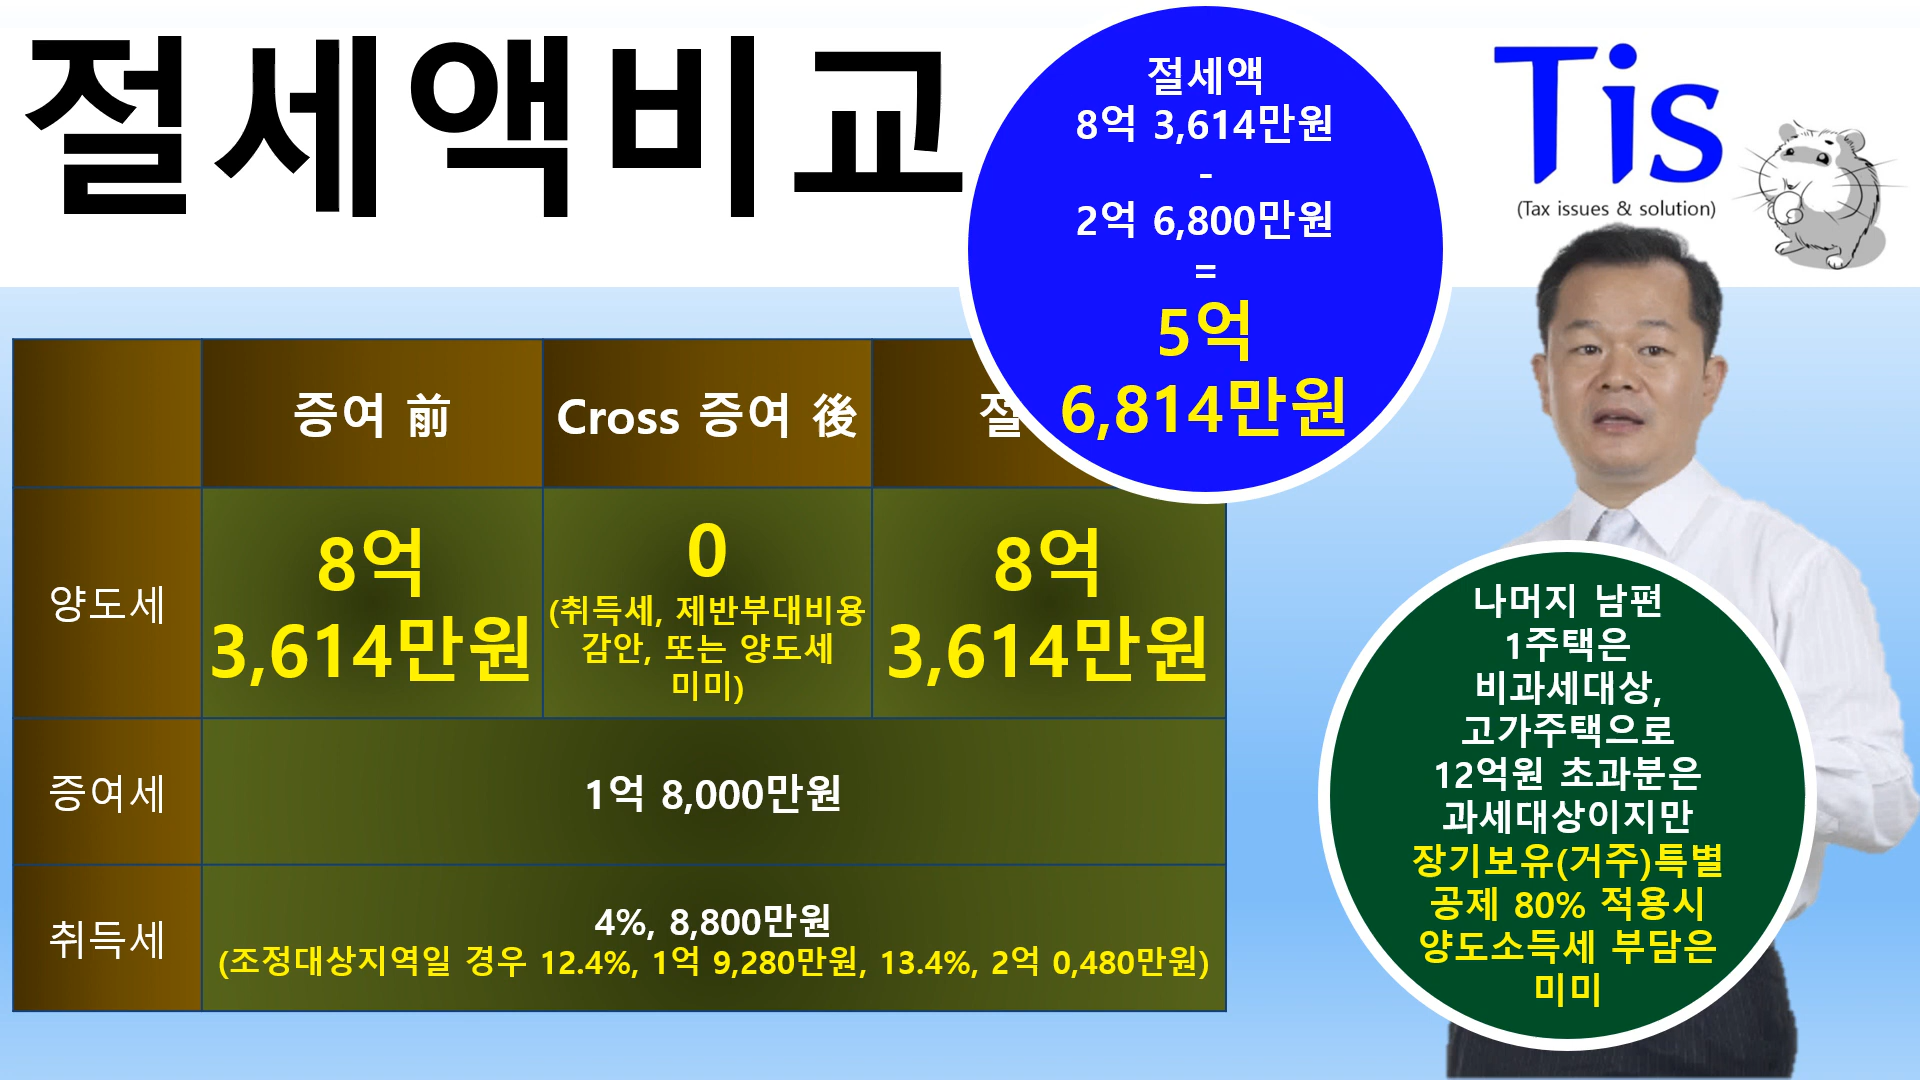 절세액비교
절세액
8억 3,614만원
-
2억 6,800만원
=
5억
6,814만원
Tis
(Tax issues & solution)
증여 前
Cross 증여 後
절
양도세
8억
3,614만원
0
(취득세, 제반부대비용
감안, 또는 양도세
미미)
8억
3,614만원
증여세
1억 8,000만원
취득세
4%, 8,800만원
(조정대상지역일 경우 12.4%, 1억 9,280만원, 13.4%, 2억 0,480만원)
나머지 남편
1주택은
비과세대상,
고가주택으로
12억원 초과분은
과세대상이지만
장기보유(거주)특별
공제 80% 적용시
양도소득세 부담은
미미